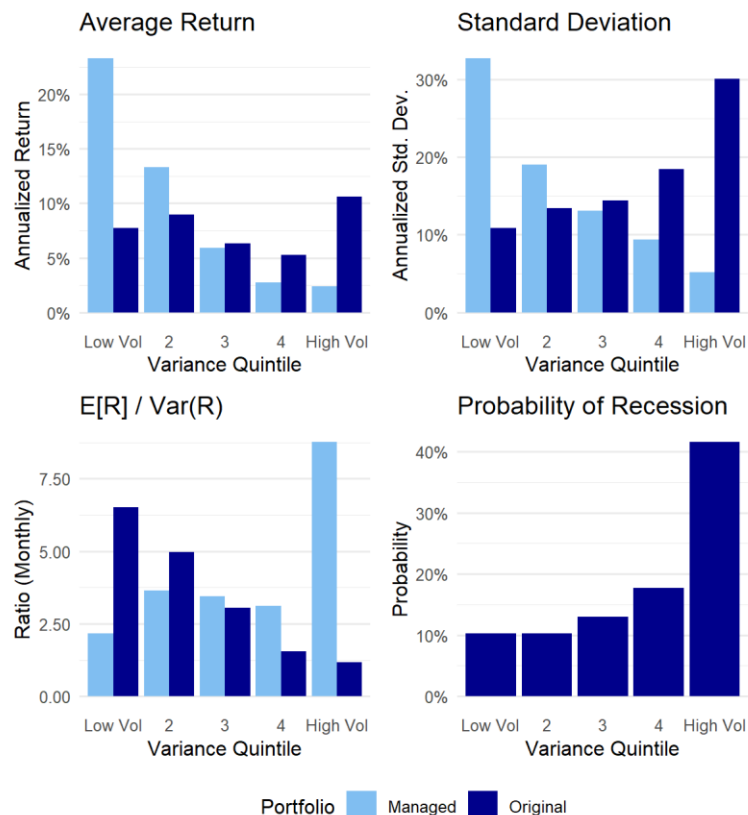 Average Return
Annualized Return
20%
15%
10%
5%
0%
Low Vol 2 3 4 High Vol
Variance Quintile
Standard Deviation
Annualized Std. Dev.
30%
20%
10%
0%
Low Vol 2 3 4 High Vol
Variance Quintile
E[R] / Var(R)
Ratio (Monthly)
7.50
5.00
2.50
0.00
Low Vol 2 3 4 High Vol
Variance Quintile
Probability of Recession
Probability
40%
30%
20%
10%
0%
Low Vol 2 3 4 High Vol
Variance Quintile
Portfolio Managed Original